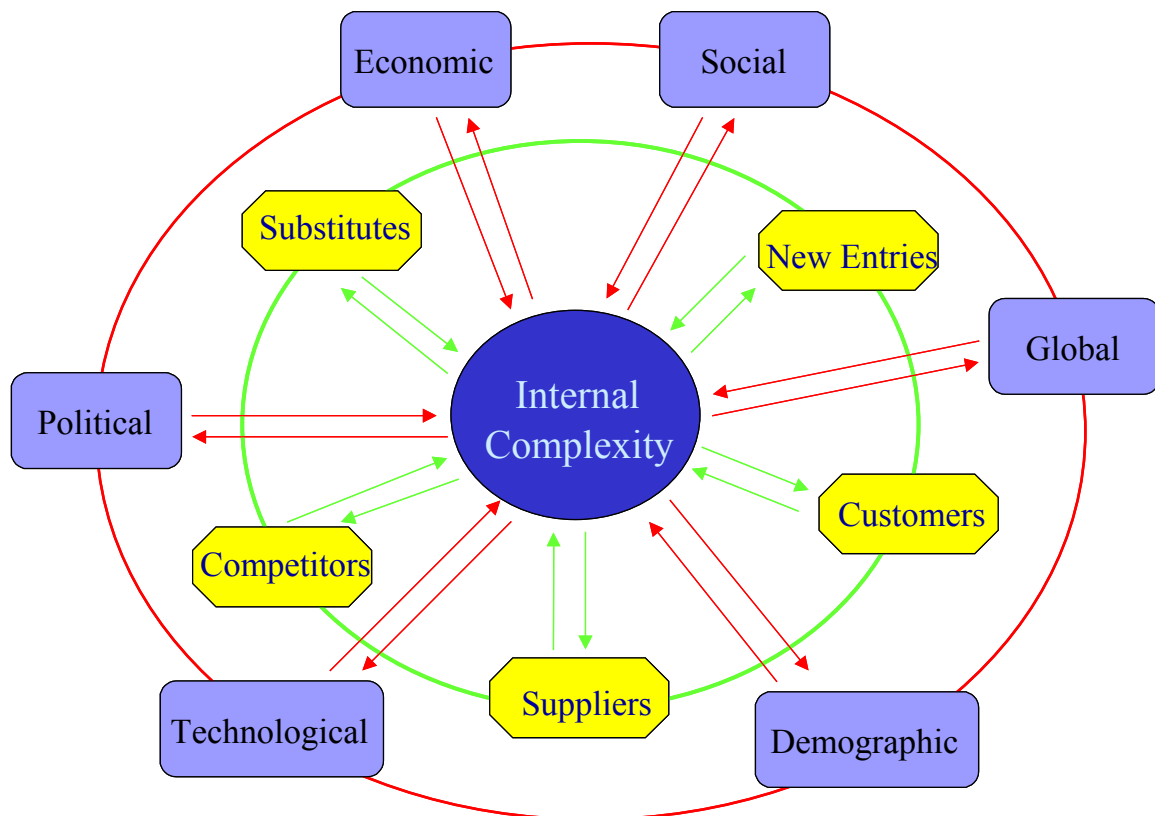 Economic
Social
Substitutes
New Entries
Global
Internal
Complexity
Political
Customers
Competitors
Suppliers
Technological
Demographic